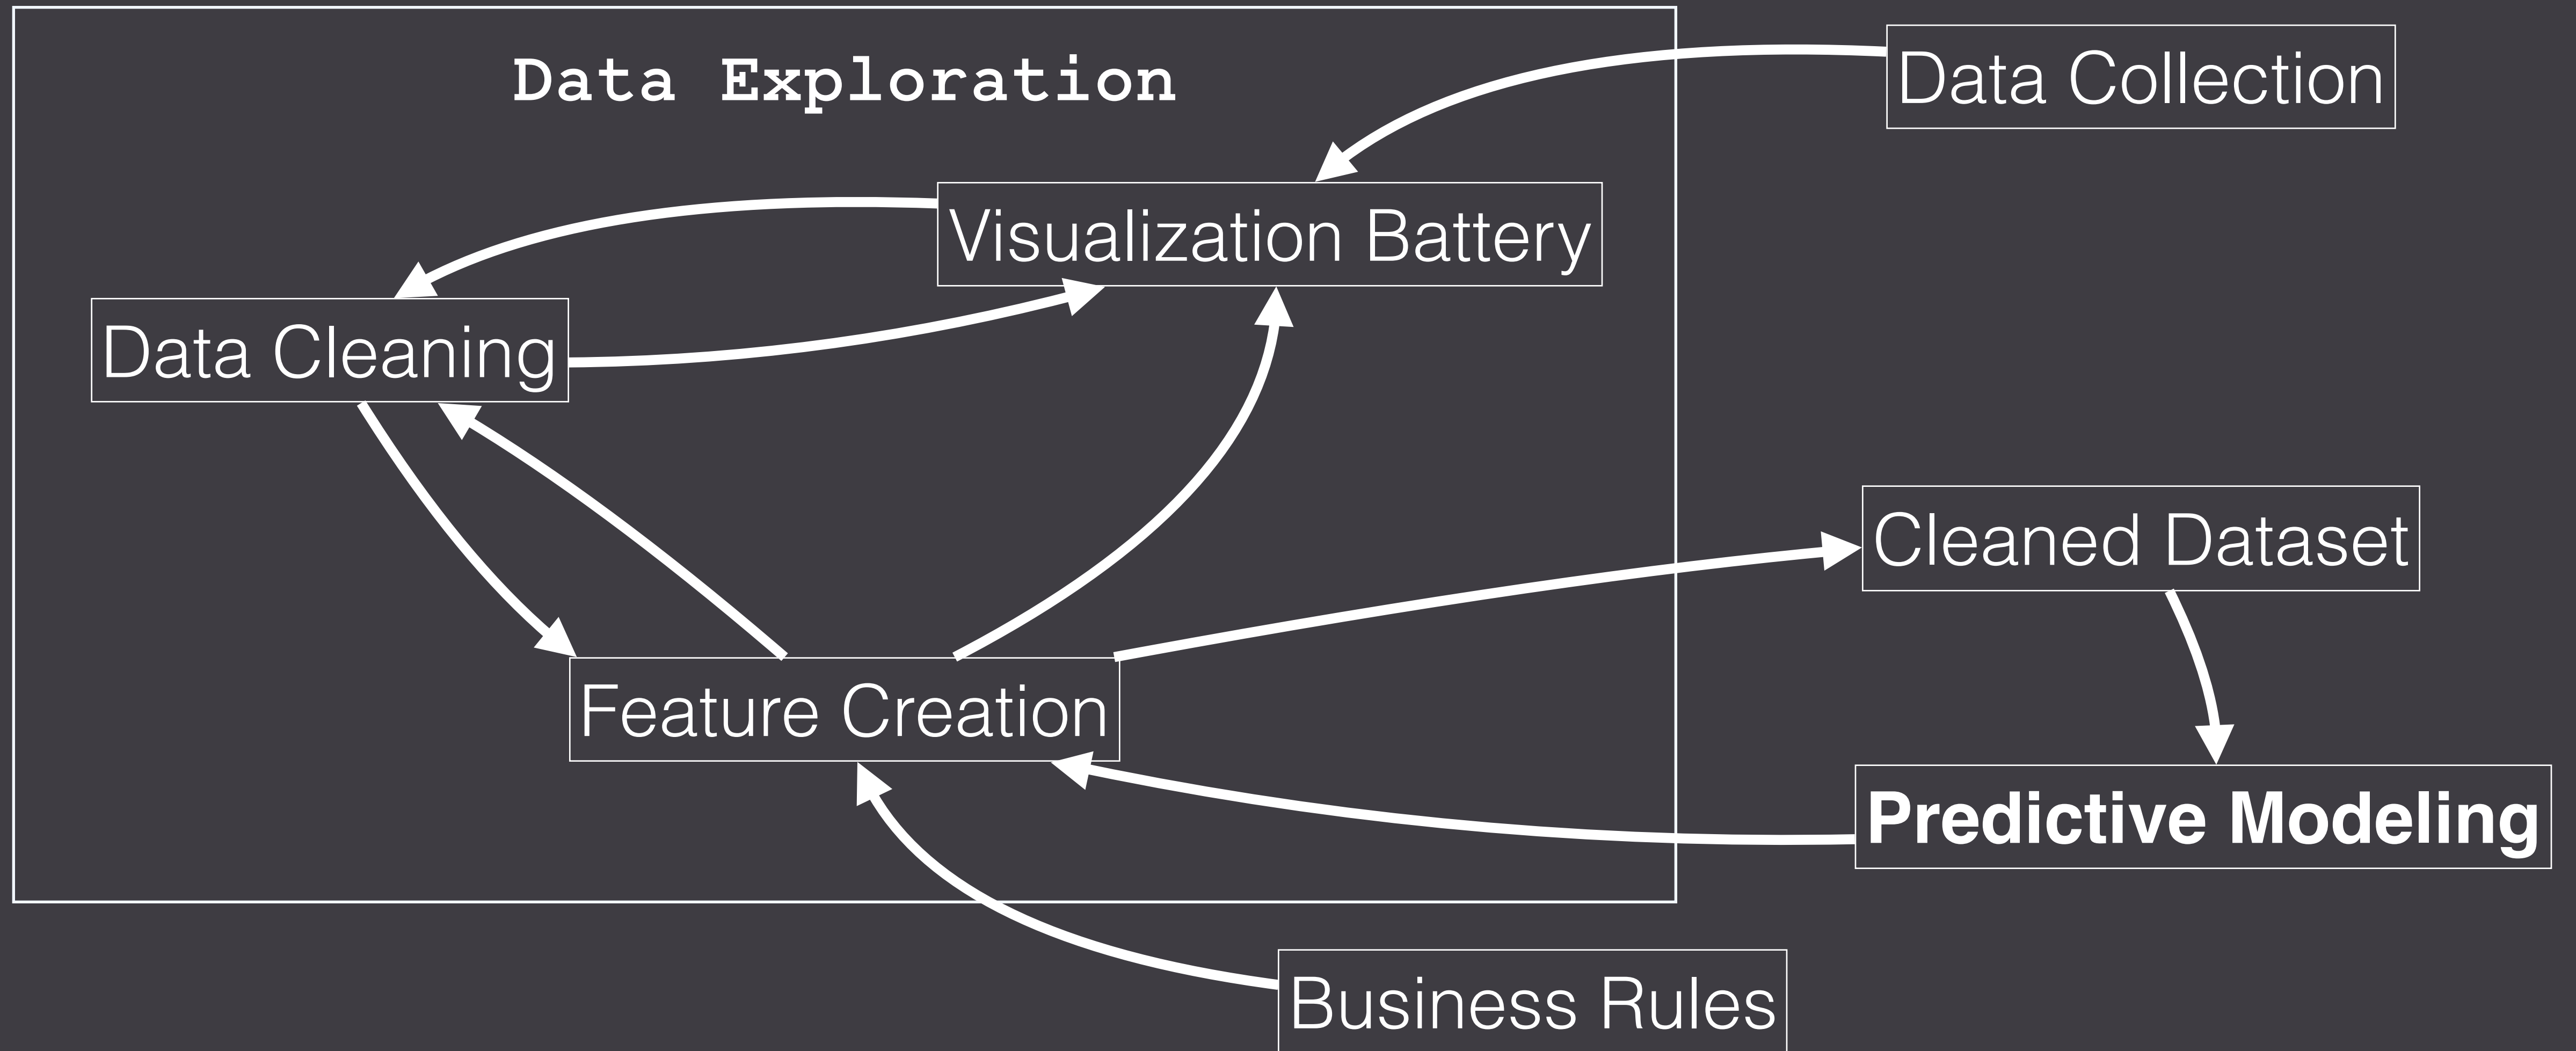 Data Exploration
Data Collection
Visualization Battery
Data Cleaning
Cleaned Dataset
Feature Creation
Predictive Modeling
Business Rules